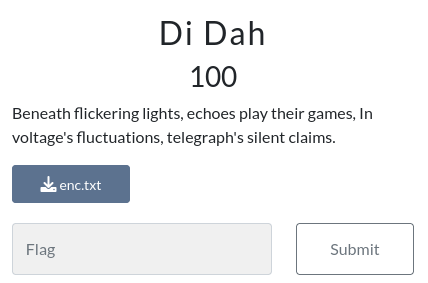 Di Dah
100
Beneath flickering lights, echoes play their games, In
voltage's fluctuations, telegraph's silent claims.
enc.txt
Flag
Submit